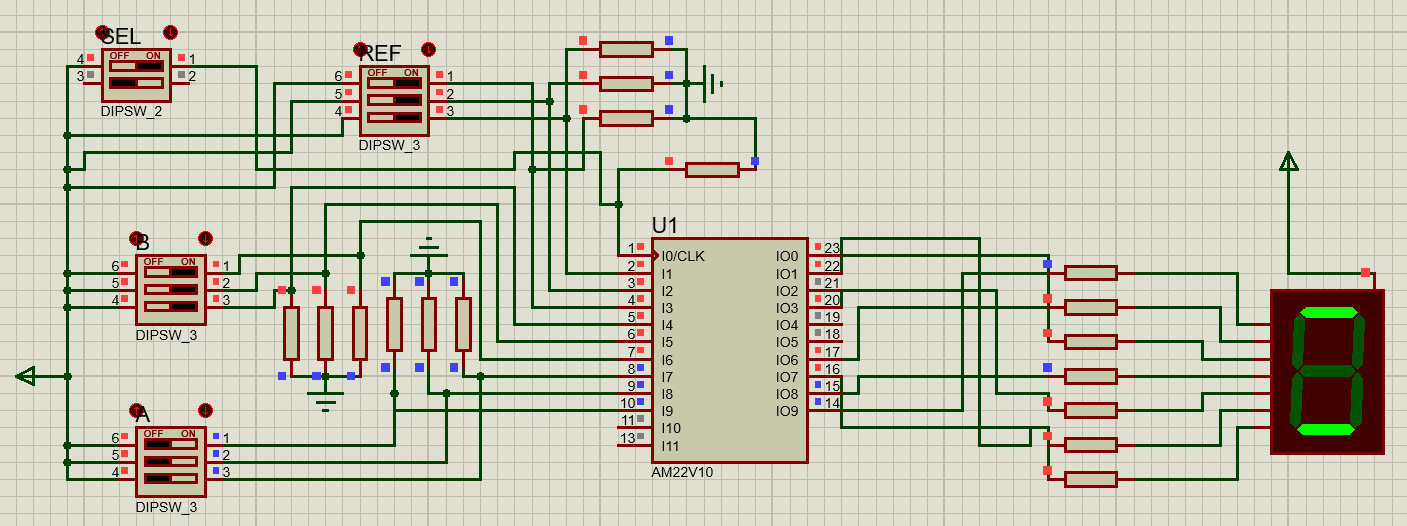 SEL
OFF ON
4 1
3 2
DIPSW_2
REF
OFF ON
6 1
5 2
4 3
DIPSW_3
B
OFF ON
6 1
5 2
4 3
DIPSW_3
A
OFF ON
6 1
5 2
4 3
DIPSW_3
U1
1 I0/CLK IO0 23
2 I1 IO1 22
3 I2 IO2 21
4 I3 IO3 20
5 I4 IO4 19
6 I5 IO5 18
7 I6 IO6 17
8 I7 IO7 16
9 I8 IO8 15
10 I9 IO9 14
11 I10
13 I11
AM22V10